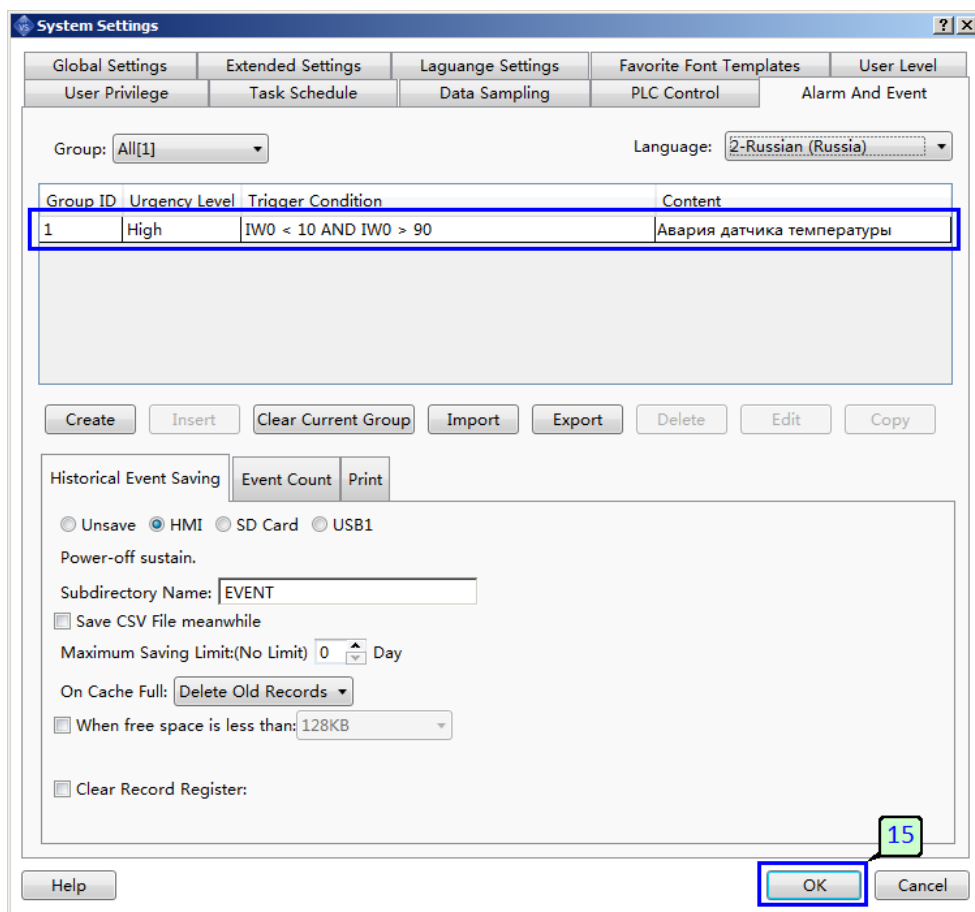 System Settings
Global Settings Extended Settings Laguange Settings Favorite Font Templates User Level
User Privilege Task Schedule Data Sampling PLC Control Alarm And Event
Group: All[1] Language: 2-Russian (Russia)
Group ID Urgency Level Trigger Condition Content
1 High IW0 < 10 AND IW0 > 90 Авария датчика температуры
Create Insert Clear Current Group Import Export Delete Edit Copy
Historical Event Saving Event Count Print
Unsave HMI SD Card USB1
Power-off sustain.
Subdirectory Name: EVENT
Save CSV File meanwhile
Maximum Saving Limit:(No Limit) 0 Day
On Cache Full: Delete Old Records
When free space is less than: 128KB
Clear Record Register:
15
Help OK Cancel